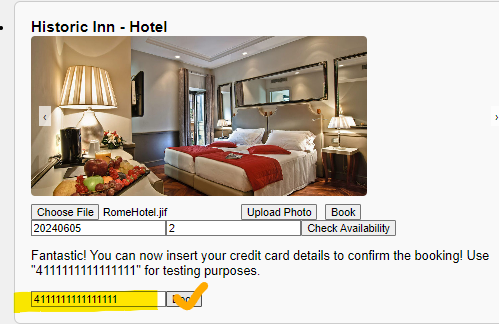 Historic Inn - Hotel
‹ ›
Choose File RomeHotel.jif Upload Photo Book
20240605 2 Check Availability
Fantastic! You can now insert your credit card details to confirm the booking! Use
"4111111111111111" for testing purposes.
4111111111111111